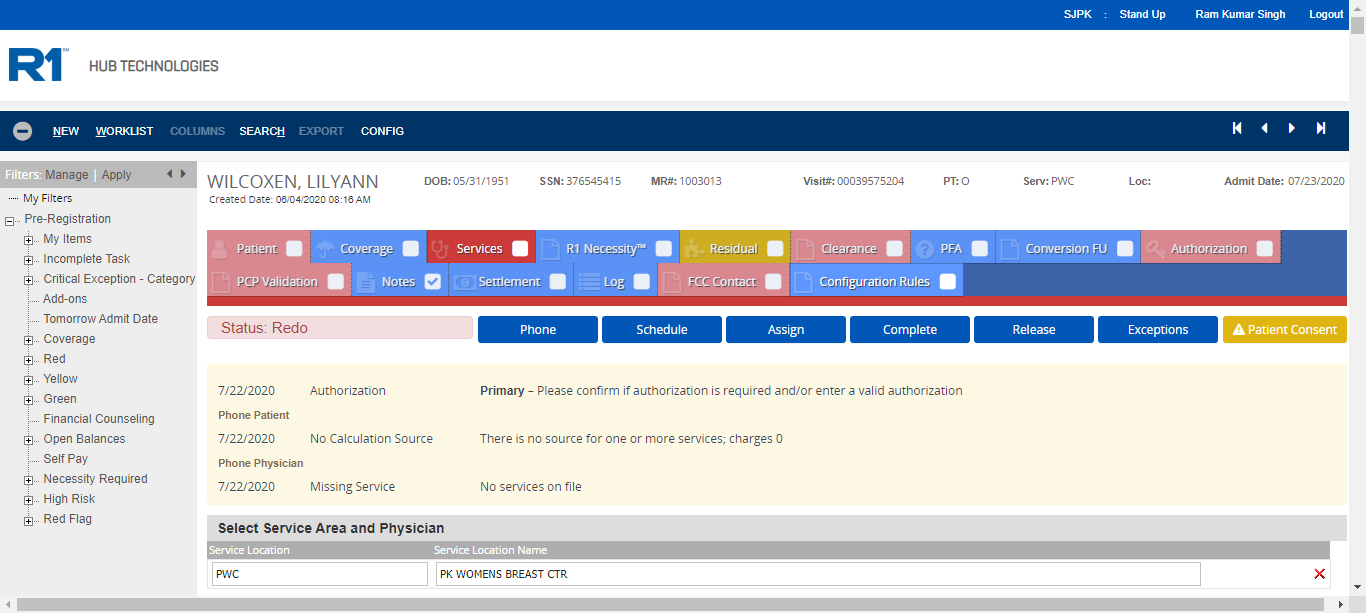 SJPK : Stand Up Ram Kumar Singh Logout
R1™ HUB TECHNOLOGIES
NEW WORKLIST COLUMNS SEARCH EXPORT CONFIG
Filters: Manage | Apply
My Filters
Pre-Registration
My Items
Incomplete Task
Critical Exception - Category
Add-ons
Tomorrow Admit Date
Coverage
Red
Yellow
Green
Financial Counseling
Open Balances
Self Pay
Necessity Required
High Risk
Red Flag
WILCOXEN, LILYANN DOB: 05/31/1951 SSN: 376545415 MR#: 1003013 Visit#: 00039575204 PT: O Serv: PWC Loc: Admit Date: 07/23/2020
Created Date: 06/04/2020 08:16 AM
Patient Coverage Services R1 Necessity™ Residual Clearance PFA Conversion FU Authorization
PCP Validation Notes Settlement Log FCC Contact Configuration Rules
Status: Redo Phone Schedule Assign Complete Release Exceptions Patient Consent
7/22/2020 Authorization Primary – Please confirm if authorization is required and/or enter a valid authorization
Phone Patient
7/22/2020 No Calculation Source There is no source for one or more services; charges 0
Phone Physician
7/22/2020 Missing Service No services on file
Select Service Area and Physician
Service Location Service Location Name
PWC PK WOMENS BREAST CTR